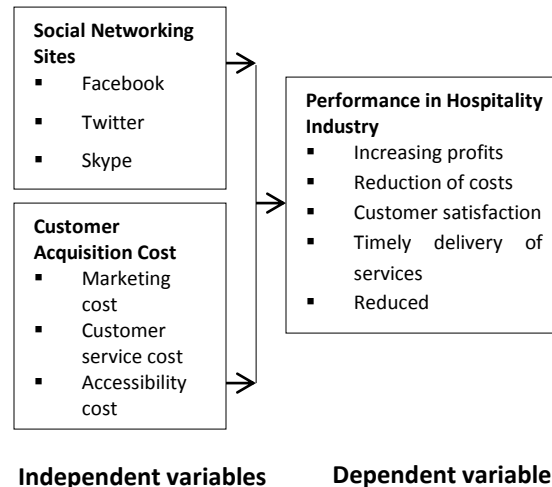 Social Networking
Sites
▪ Facebook
▪ Twitter
▪ Skype
Customer
Acquisition Cost
▪ Marketing
cost
▪ Customer
service cost
▪ Accessibility
cost
Performance in Hospitality
Industry
▪ Increasing profits
▪ Reduction of costs
▪ Customer satisfaction
▪ Timely delivery of
services
▪ Reduced
Independent variables
Dependent variable